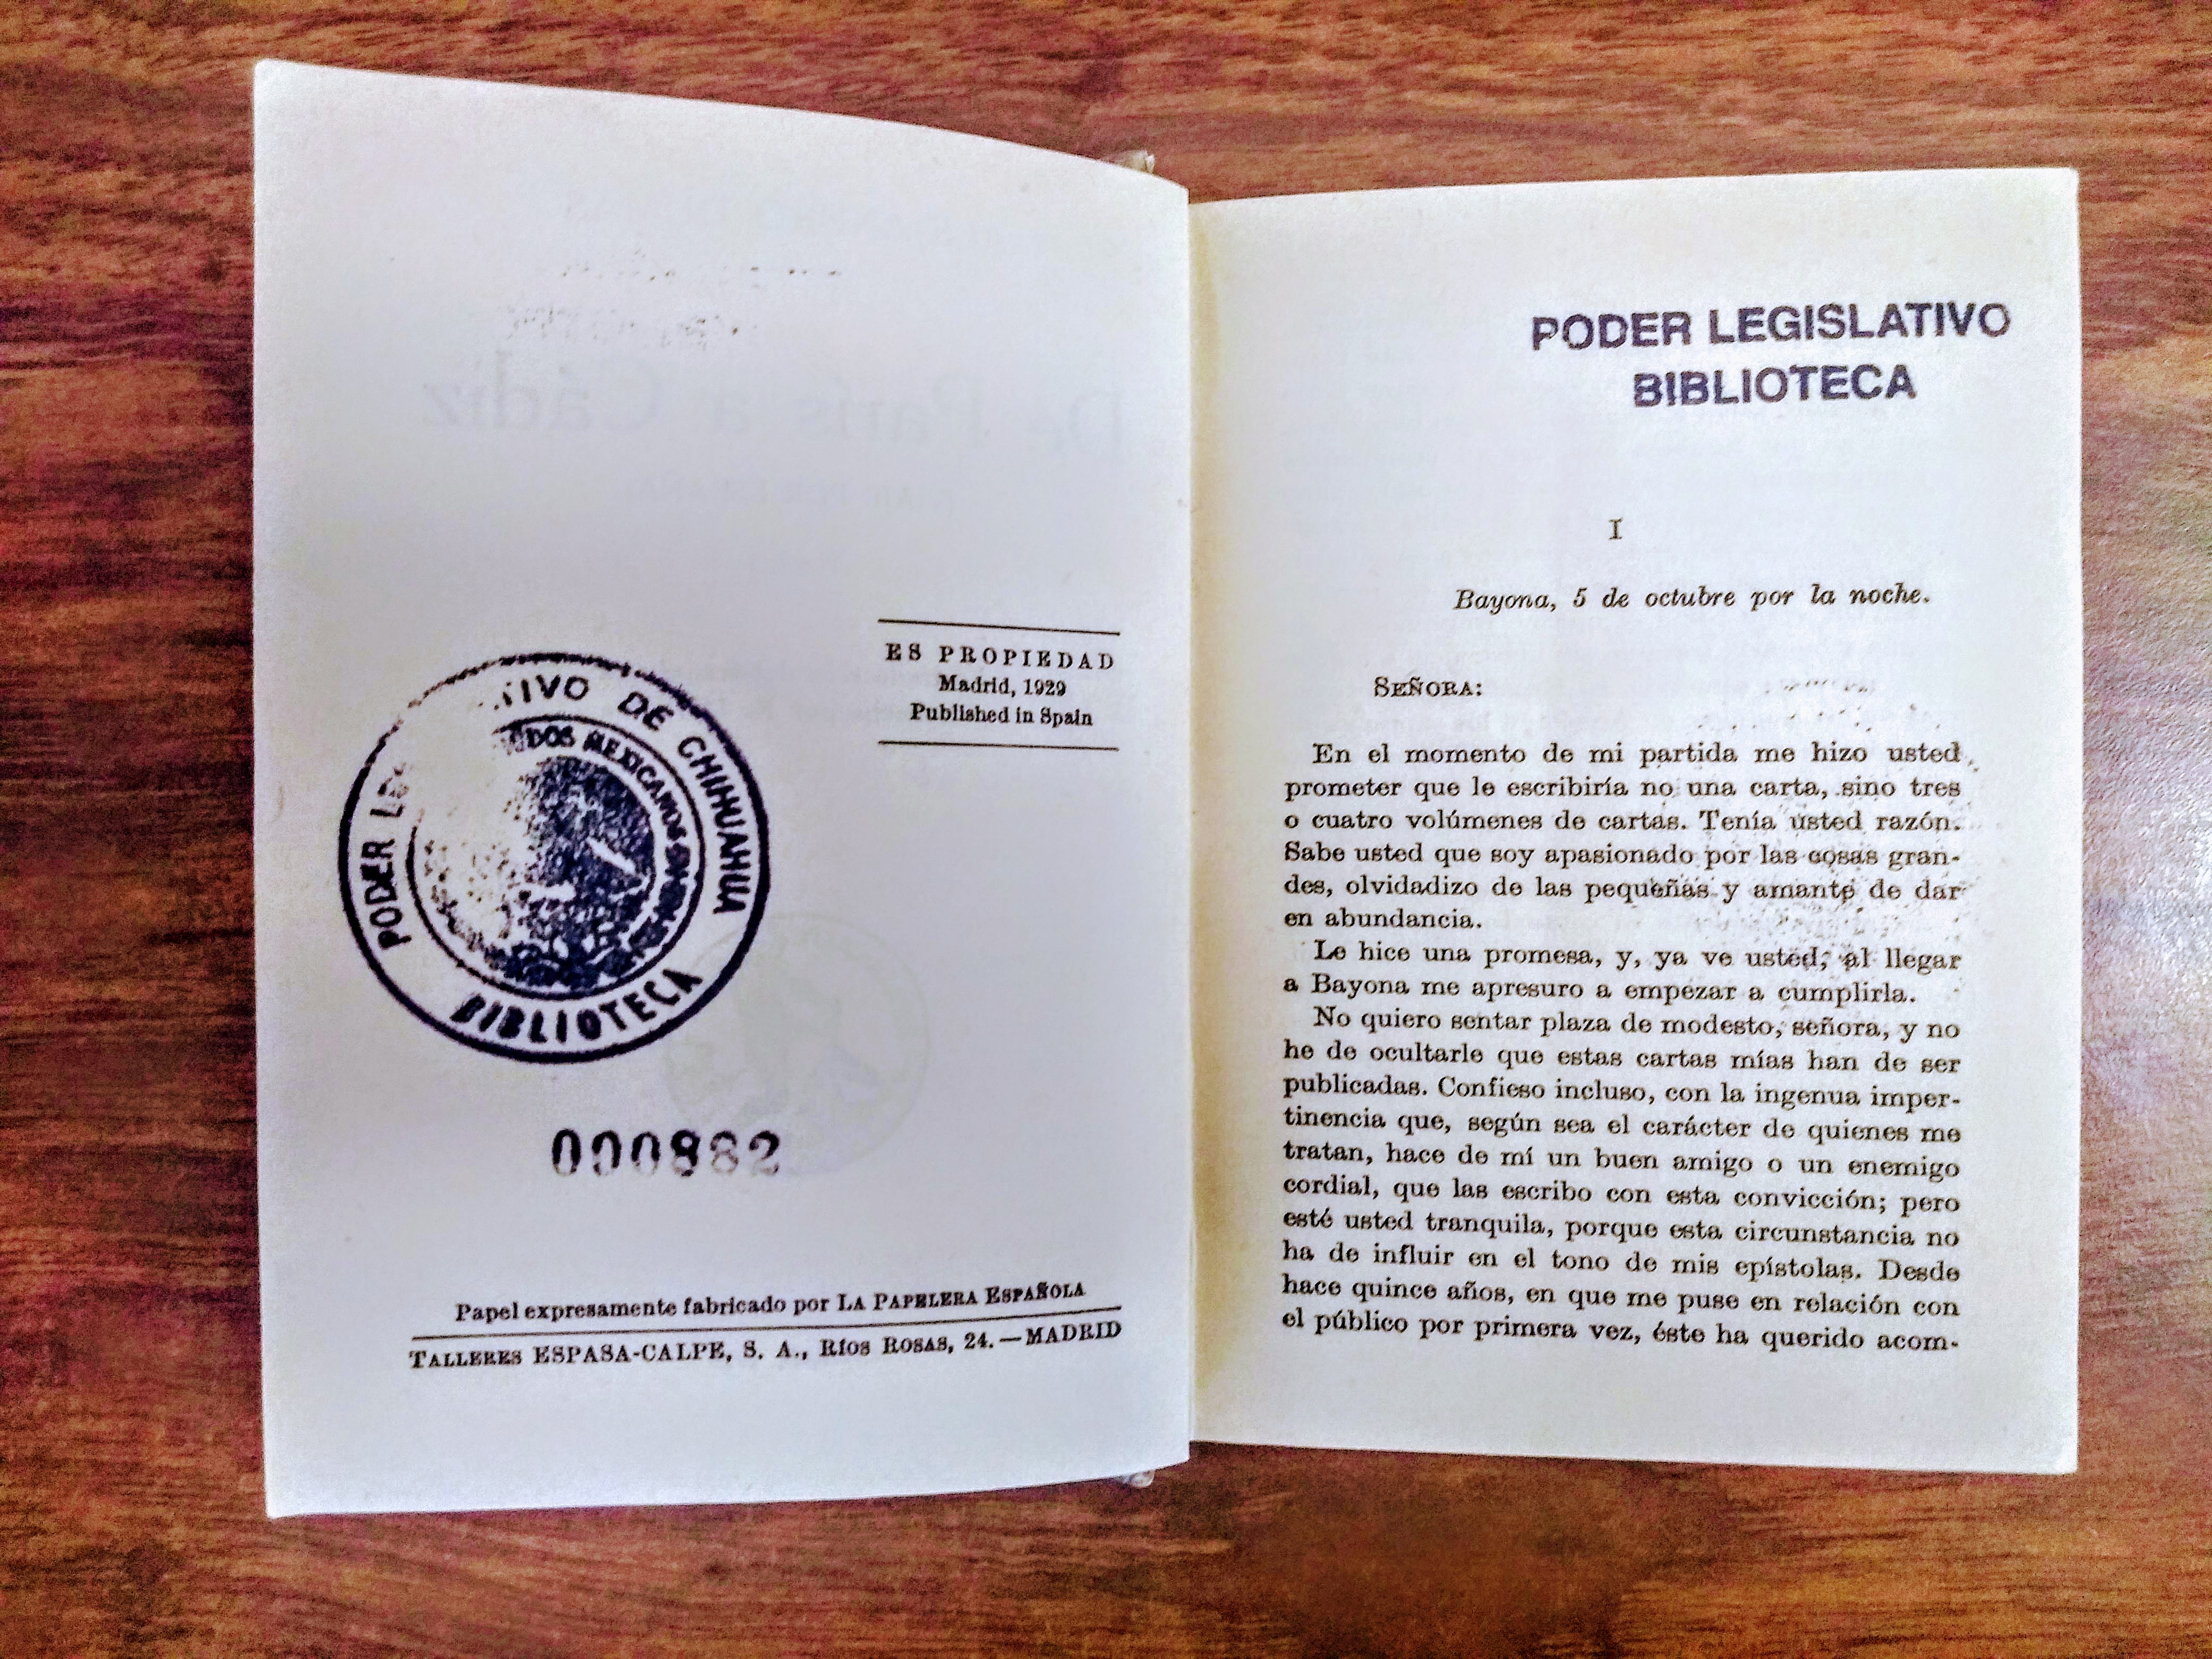 De París a Cádiz
ES PROPIEDAD
Madrid, 1929
Published in Spain
PODER DE CHIHUAHUA
MEXICANOS
BIBLIOTECA
000882
Papel expresamente fabricado por LA PAPELERA ESPAÑOLA
TALLERES ESPASA-CALPE, S. A., RÍOS ROSAS, 24.—MADRID
PODER LEGISLATIVO
BIBLIOTECA
I
Bayona, 5 de octubre por la noche.
SEÑORA:
En el momento de mi partida me hizo usted
prometer que le escribiría no una carta, sino tres
o cuatro volúmenes de cartas. Tenía usted razón.
Sabe usted que soy apasionado por las cosas gran-
des, olvidadizo de las pequeñas y amante de dar
en abundancia.
Le hice una promesa, y, ya ve usted, al llegar
a Bayona me apresuro a empezar a cumplirla.
No quiero sentar plaza de modesto, señora, y no
he de ocultarle que estas cartas mías han de ser
publicadas. Confieso incluso, con la ingenua imper-
tinencia que, según sea el carácter de quienes me
tratan, hace de mí un buen amigo o un enemigo
cordial, que las escribo con esta convicción; pero
esté usted tranquila, porque esta circunstancia no
ha de influir en el tono de mis epístolas. Desde
hace quince años, en que me puse en relación con
el público por primera vez, éste ha querido acom-